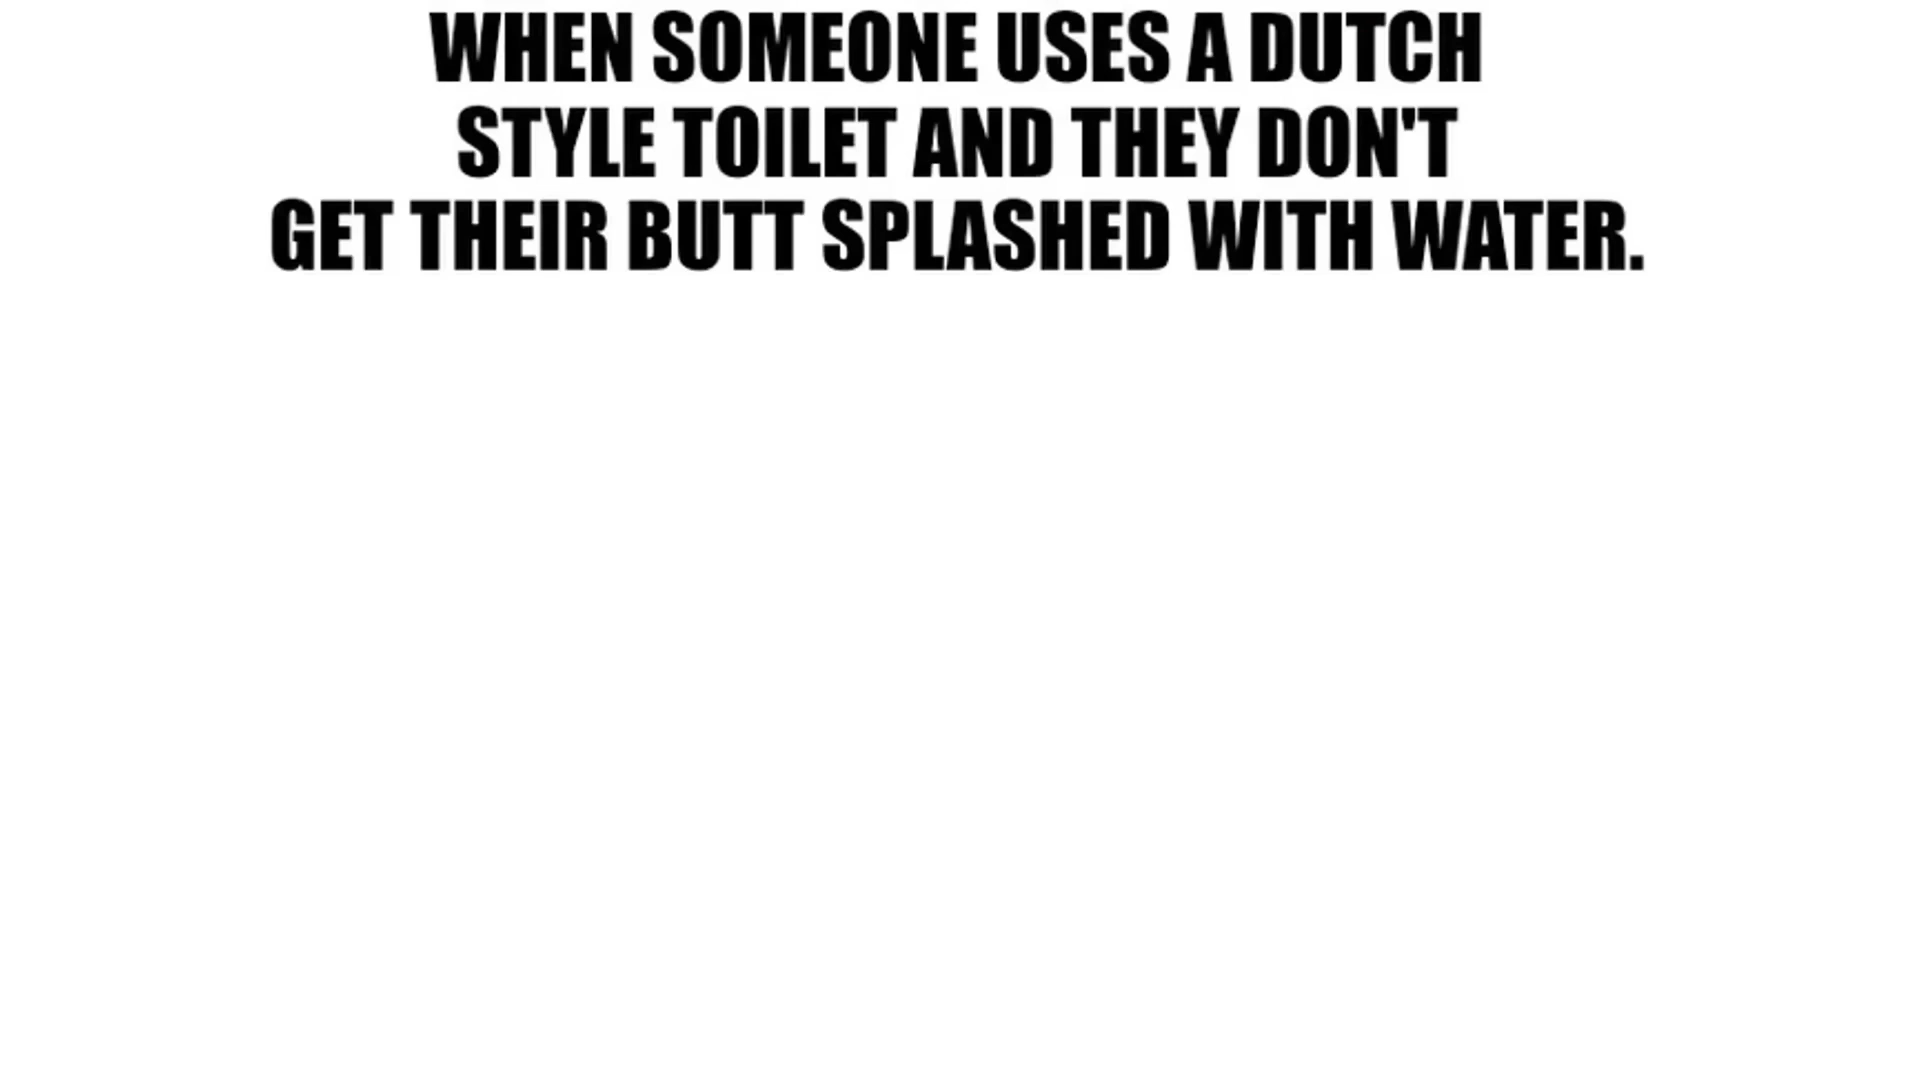 WHEN SOMEONE USES A DUTCH
STYLE TOILET AND THEY DON'T
GET THEIR BUTT SPLASHED WITH WATER.